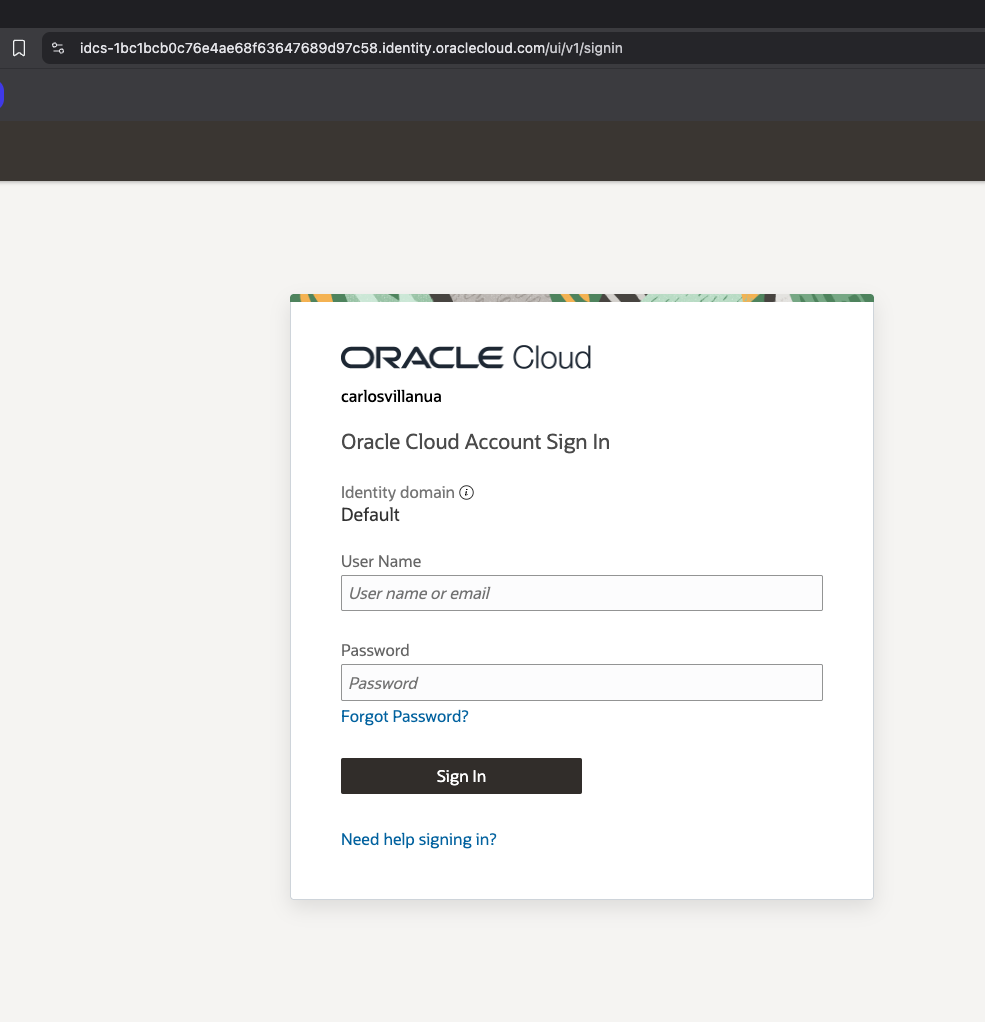 idcs-1bc1bcb0c76e4ae68f63647689d97c58.identity.oraclecloud.com/ui/v1/signin
ORACLE Cloud
carlosvillanua
Oracle Cloud Account Sign In
Identity domain
Default
User Name
User name or email
Password
Password
Forgot Password?
Sign In
Need help signing in?